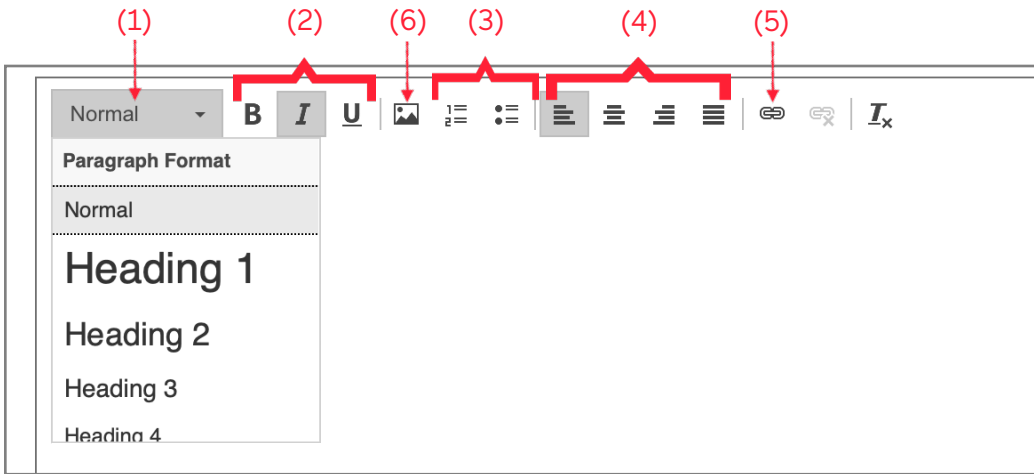 (1) (2) (6) (3) (4) (5)
Normal B I U
Paragraph Format
Normal
Heading 1
Heading 2
Heading 3
Heading 4